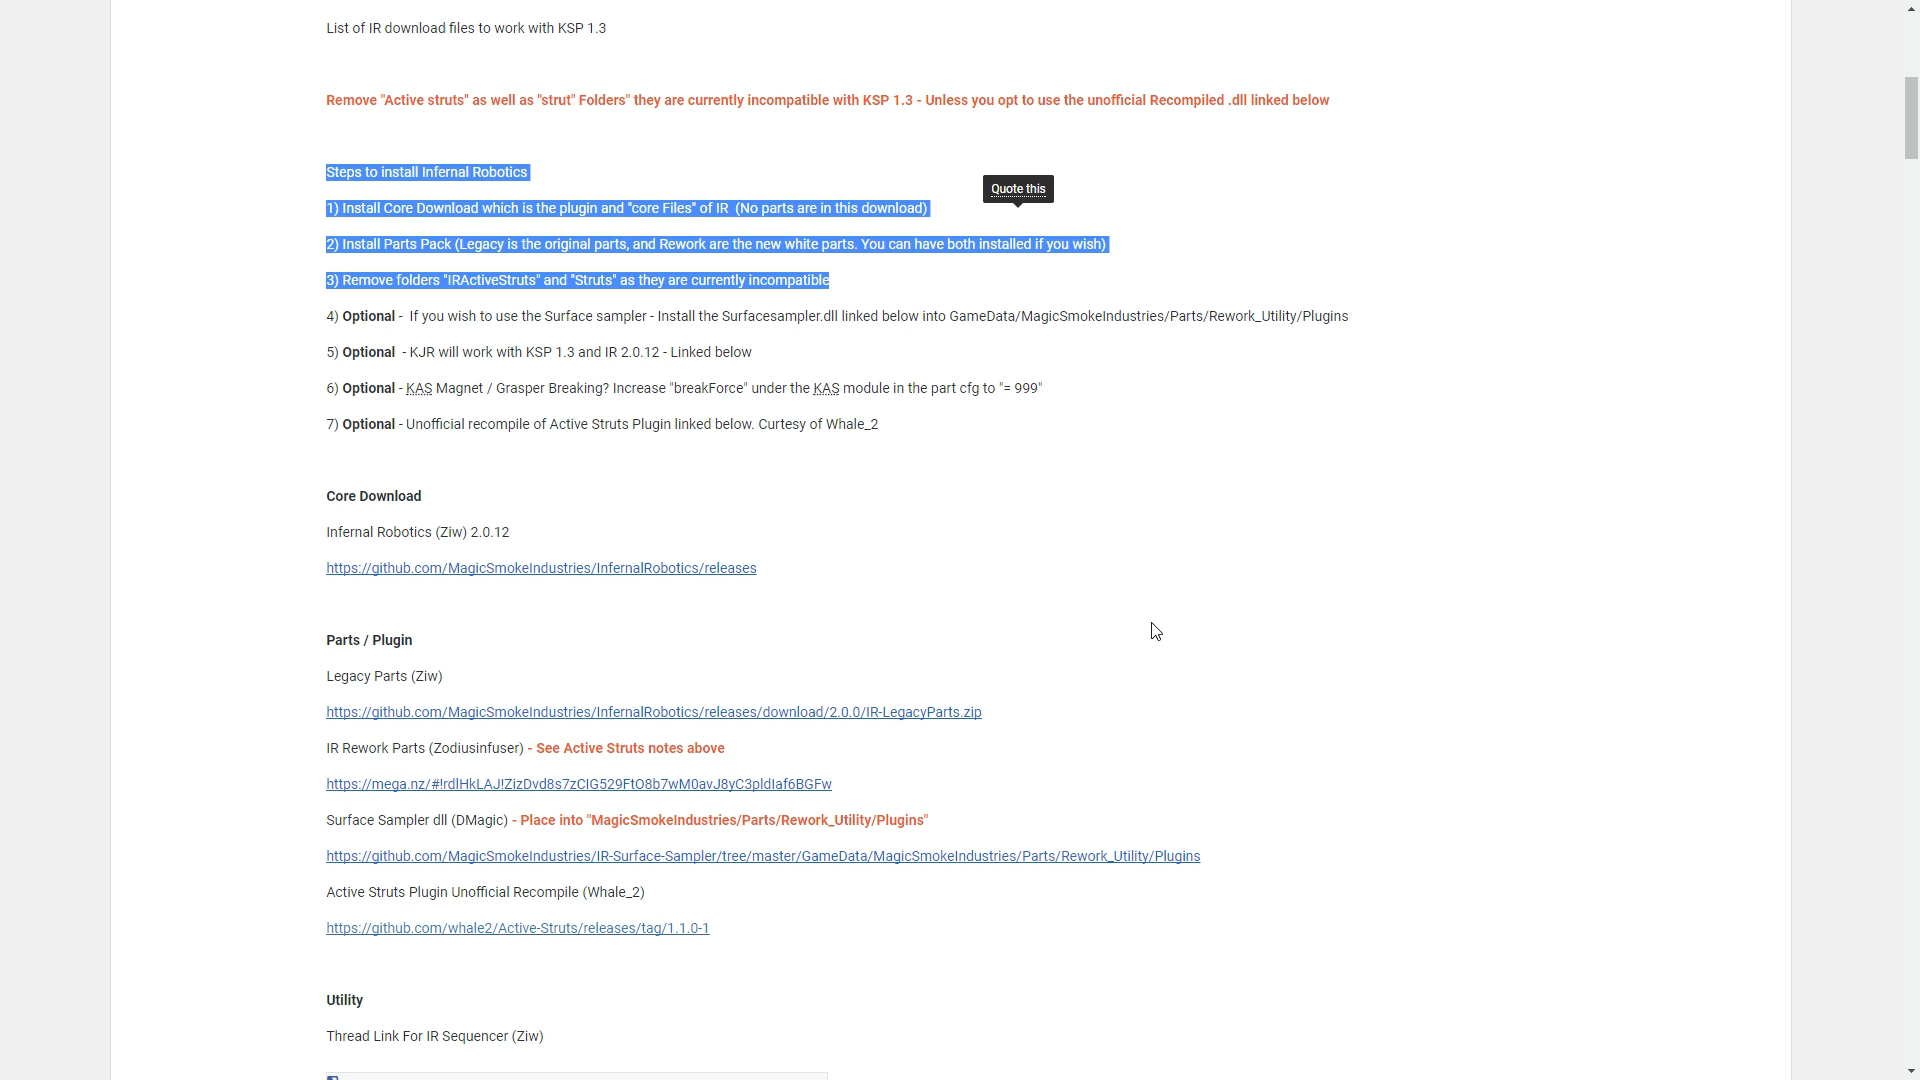 List of IR download files to work with KSP 1.3
Remove "Active struts" as well as "strut" Folders" they are currently incompatible with KSP 1.3 - Unless you opt to use the unofficial Recompiled .dll linked below
Steps to install Infernal Robotics
Quote this
1) Install Core Download which is the plugin and "core Files" of IR  (No parts are in this download)
2) Install Parts Pack (Legacy is the original parts, and Rework are the new white parts. You can have both installed if you wish)
3) Remove folders "IRActiveStruts" and "Struts" as they are currently incompatible
4) Optional -  If you wish to use the Surface sampler - Install the Surfacesampler.dll linked below into GameData/MagicSmokeIndustries/Parts/Rework_Utility/Plugins
5) Optional  - KJR will work with KSP 1.3 and IR 2.0.12 - Linked below
6) Optional - KAS Magnet / Grasper Breaking? Increase "breakForce" under the KAS module in the part cfg to "= 999"
7) Optional - Unofficial recompile of Active Struts Plugin linked below. Curtesy of Whale_2
Core Download
Infernal Robotics (Ziw) 2.0.12
https://github.com/MagicSmokeIndustries/InfernalRobotics/releases
Parts / Plugin
Legacy Parts (Ziw)
https://github.com/MagicSmokeIndustries/InfernalRobotics/releases/download/2.0.0/IR-LegacyParts.zip
IR Rework Parts (Zodiusinfuser) - See Active Struts notes above
https://mega.nz/#!rdlHkLAJ!ZizDvd8s7zCIG529FtO8b7wM0avJ8yC3pldIaf6BGFw
Surface Sampler dll (DMagic) - Place into "MagicSmokeIndustries/Parts/Rework_Utility/Plugins"
https://github.com/MagicSmokeIndustries/IR-Surface-Sampler/tree/master/GameData/MagicSmokeIndustries/Parts/Rework_Utility/Plugins
Active Struts Plugin Unofficial Recompile (Whale_2)
https://github.com/whale2/Active-Struts/releases/tag/1.1.0-1
Utility
Thread Link For IR Sequencer (Ziw)